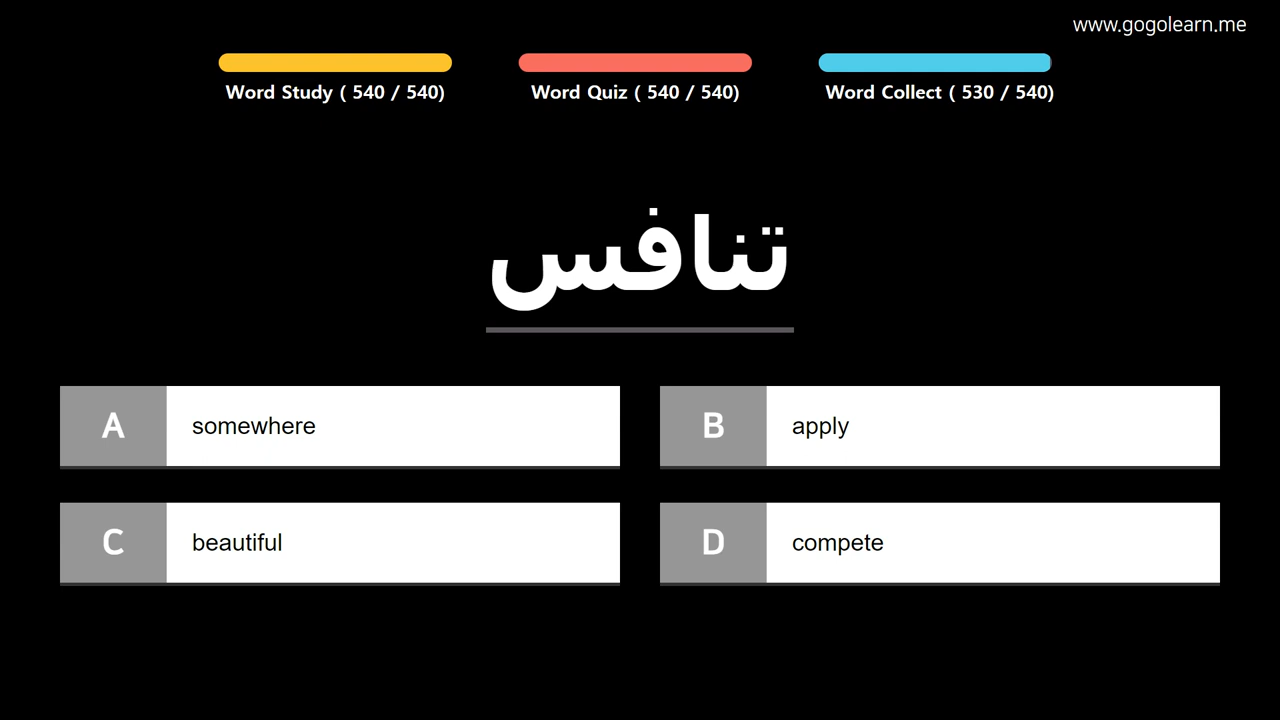 www.gogolearn.me
Word Study ( 540 / 540)
Word Quiz ( 540 / 540)
Word Collect ( 530 / 540)
تنافس
A somewhere
B apply
C beautiful
D compete